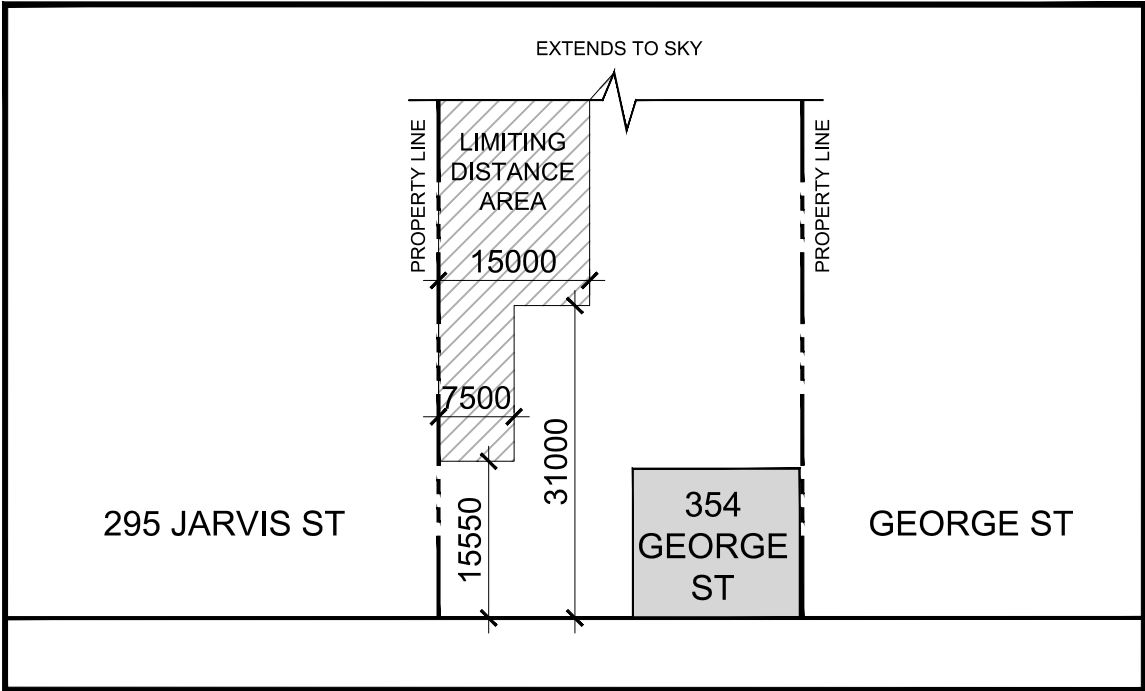 EXTENDS TO SKY
PROPERTY LINE
LIMITING
DISTANCE
AREA
PROPERTY LINE
15000
7500
31000
15550
295 JARVIS ST
354
GEORGE
ST
GEORGE ST